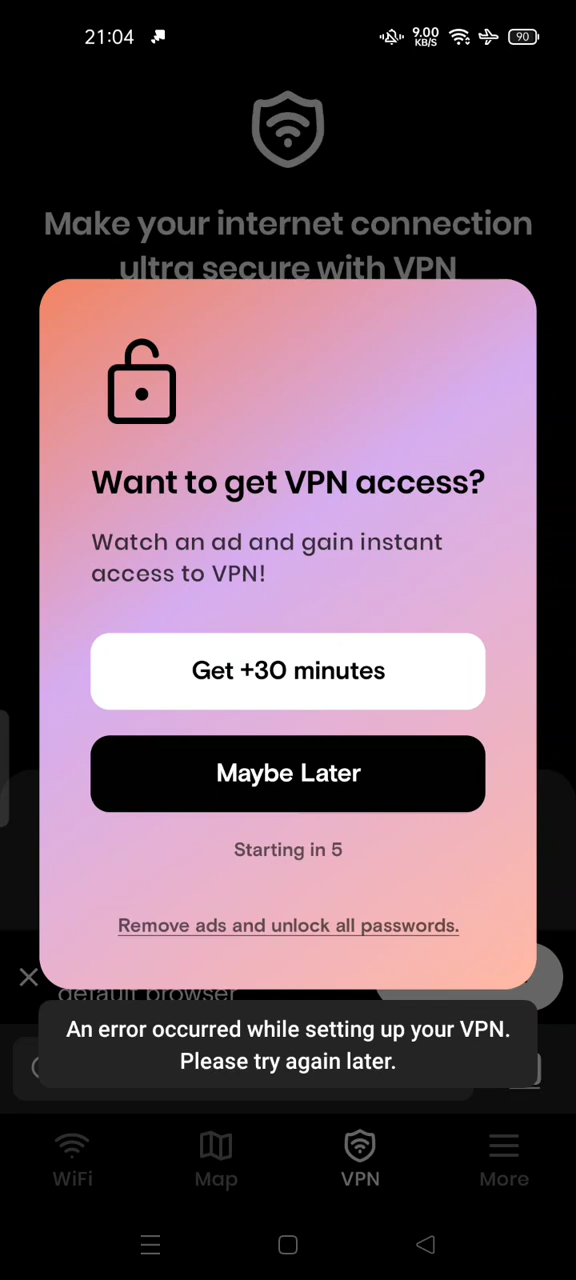 21:04
9.00
KB/S
90
Make your internet connection
ultra secure with VPN
Want to get VPN access?
Watch an ad and gain instant
access to VPN!
Get +30 minutes
Maybe Later
Starting in 5
Remove ads and unlock all passwords.
default browser
An error occurred while setting up your VPN.
Please try again later.
WiFi
Map
VPN
More